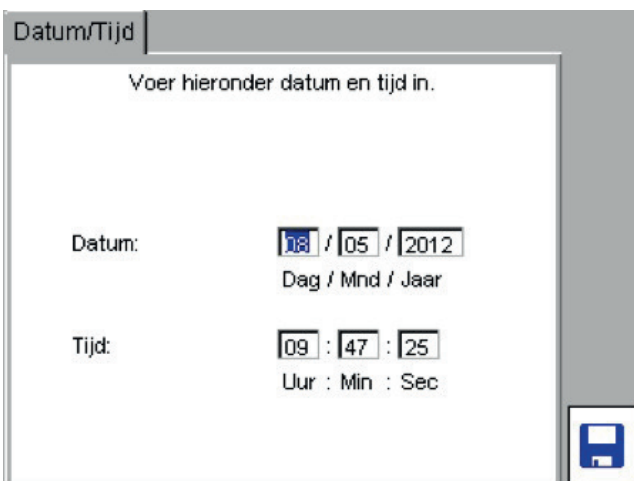 Datum/Tijd
Voer hieronder datum en tijd in.
Datum: 08 / 05 / 2012
Dag / Mnd / Jaar
Tijd: 09 : 47 : 25
Uur : Min : Sec